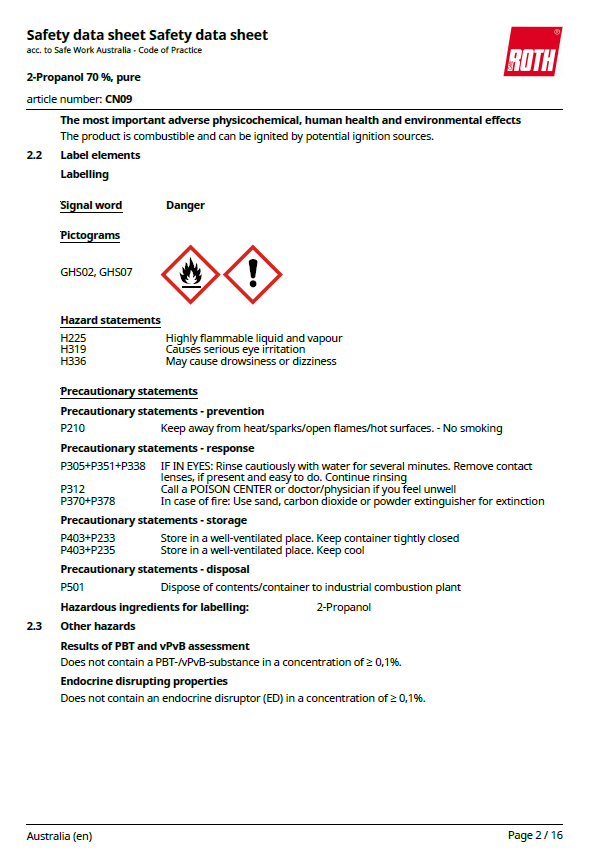 Safety data sheet Safety data sheet
acc. to Safe Work Australia - Code of Practice
ROTH
®
2-Propanol 70 %, pure
article number: CN09
The most important adverse physicochemical, human health and environmental effects
The product is combustible and can be ignited by potential ignition sources.
2.2 Label elements
Labelling
Signal word Danger
Pictograms
GHS02, GHS07
Hazard statements
H225 Highly flammable liquid and vapour
H319 Causes serious eye irritation
H336 May cause drowsiness or dizziness
Precautionary statements
Precautionary statements - prevention
P210 Keep away from heat/sparks/open flames/hot surfaces. - No smoking
Precautionary statements - response
P305+P351+P338 IF IN EYES: Rinse cautiously with water for several minutes. Remove contact
lenses, if present and easy to do. Continue rinsing
P312 Call a POISON CENTER or doctor/physician if you feel unwell
P370+P378 In case of fire: Use sand, carbon dioxide or powder extinguisher for extinction
Precautionary statements - storage
P403+P233 Store in a well-ventilated place. Keep container tightly closed
P403+P235 Store in a well-ventilated place. Keep cool
Precautionary statements - disposal
P501 Dispose of contents/container to industrial combustion plant
Hazardous ingredients for labelling: 2-Propanol
2.3 Other hazards
Results of PBT and vPvB assessment
Does not contain a PBT-/vPvB-substance in a concentration of ≥ 0,1%.
Endocrine disrupting properties
Does not contain an endocrine disruptor (ED) in a concentration of ≥ 0,1%.
Australia (en) Page 2 / 16